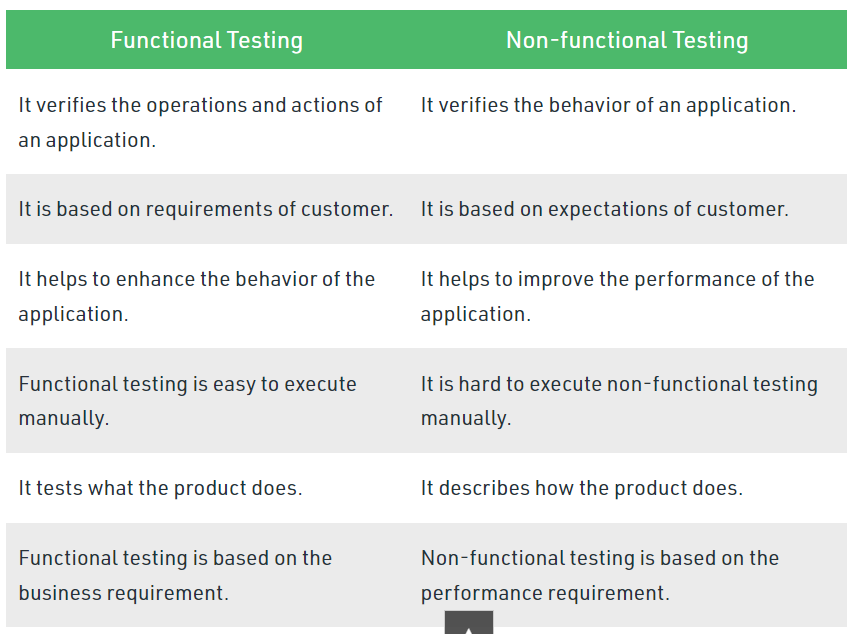 Functional Testing
Non-functional Testing
It verifies the operations and actions of
an application.
It verifies the behavior of an application.
It is based on requirements of customer.
It is based on expectations of customer.
It helps to enhance the behavior of the
application.
It helps to improve the performance of the
application.
Functional testing is easy to execute
manually.
It is hard to execute non-functional testing
manually.
It tests what the product does.
It describes how the product does.
Functional testing is based on the
business requirement.
Non-functional testing is based on the
performance requirement.